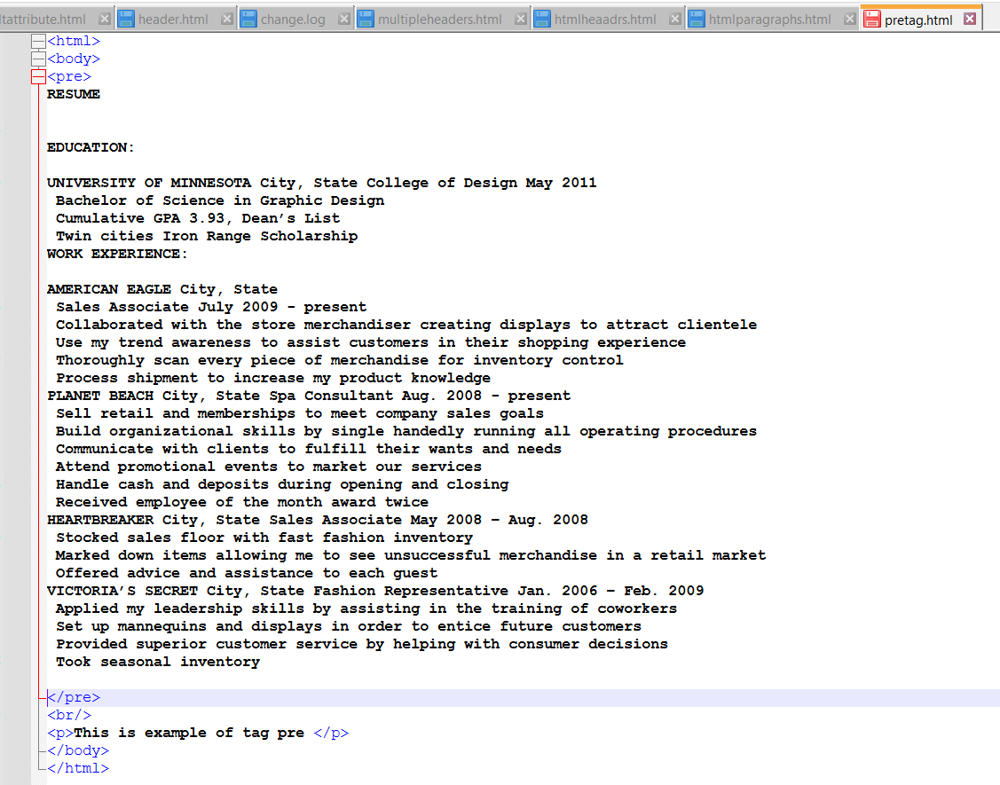 ltattribute.html header.html change.log multipleheaders.html htmlheaadrs.html htmlparagraphs.html pretag.html
<html>
<body>
<pre>
RESUME
EDUCATION:
UNIVERSITY OF MINNESOTA City, State College of Design May 2011
Bachelor of Science in Graphic Design
Cumulative GPA 3.93, Dean’s List
Twin cities Iron Range Scholarship
WORK EXPERIENCE:
AMERICAN EAGLE City, State
Sales Associate July 2009 - present
Collaborated with the store merchandiser creating displays to attract clientele
Use my trend awareness to assist customers in their shopping experience
Thoroughly scan every piece of merchandise for inventory control
Process shipment to increase my product knowledge
PLANET BEACH City, State Spa Consultant Aug. 2008 - present
Sell retail and memberships to meet company sales goals
Build organizational skills by single handedly running all operating procedures
Communicate with clients to fulfill their wants and needs
Attend promotional events to market our services
Handle cash and deposits during opening and closing
Received employee of the month award twice
HEARTBREAKER City, State Sales Associate May 2008 – Aug. 2008
Stocked sales floor with fast fashion inventory
Marked down items allowing me to see unsuccessful merchandise in a retail market
Offered advice and assistance to each guest
VICTORIA’S SECRET City, State Fashion Representative Jan. 2006 – Feb. 2009
Applied my leadership skills by assisting in the training of coworkers
Set up mannequins and displays in order to entice future customers
Provided superior customer service by helping with consumer decisions
Took seasonal inventory
</pre>
<br/>
<p>This is example of tag pre </p>
</body>
</html>